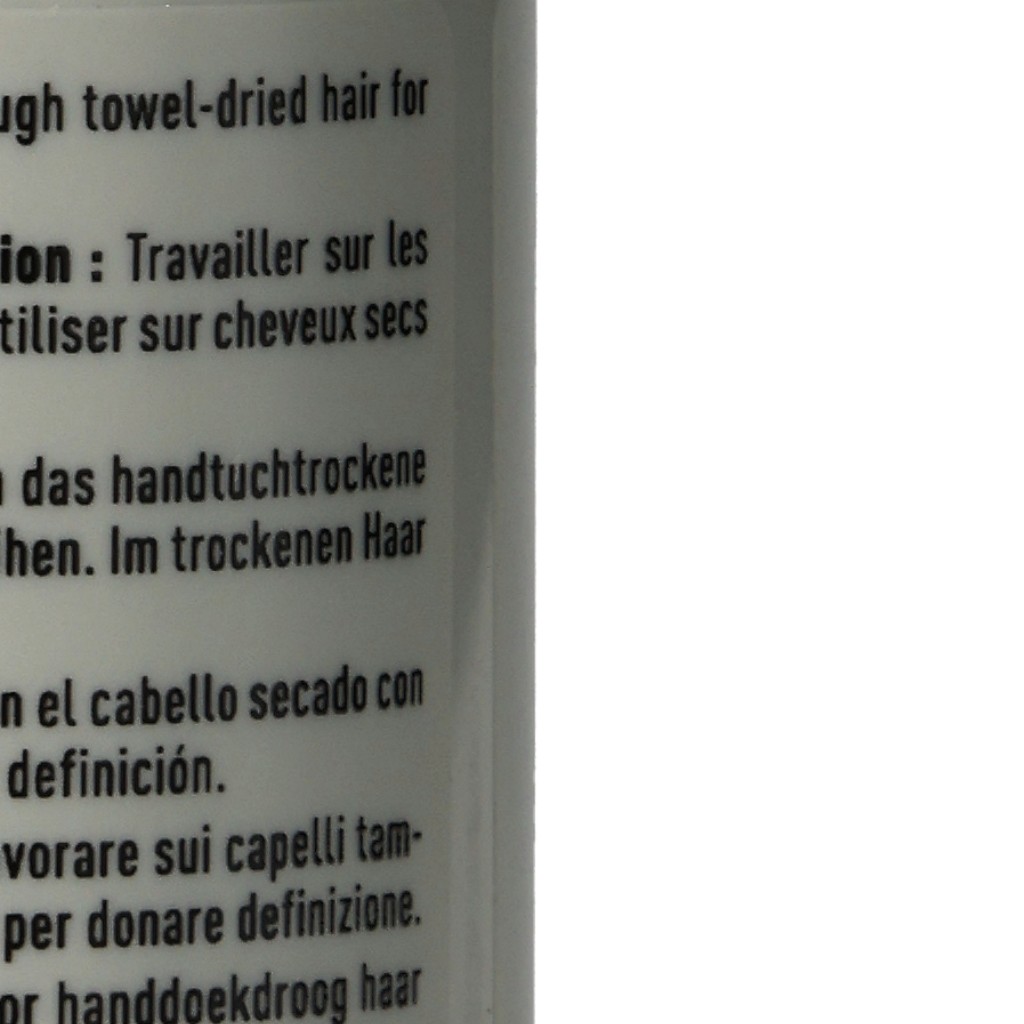 ugh towel-dried hair for
ion : Travailler sur les
tiliser sur cheveux secs
das handtuchtrockene
hen. Im trockenen Haar
n el cabello secado con
definición.
vorare sui capelli tam-
per donare definizione.
or handdoekdroog haar